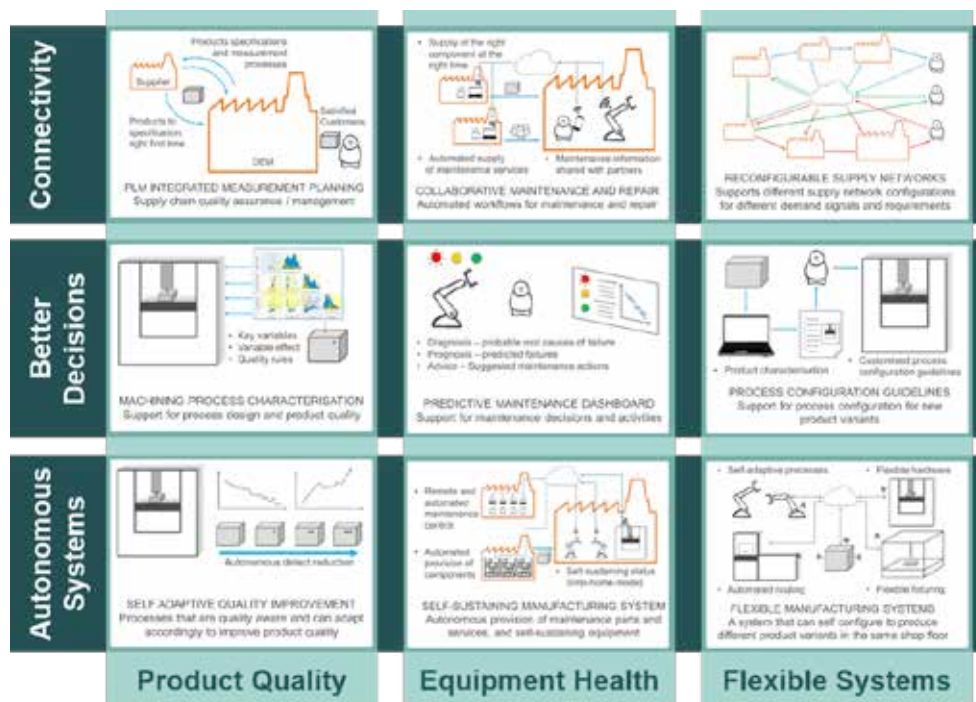 Connectivity
Products specifications
and measurement
processes
Supplier
Products to
specification
right first time
Satisfied
Customers
OEM
PLM INTEGRATED MEASUREMENT PLANNING
Supply chain quality assurance / management
• Supply of the right
component at the
right time
• Automated supply
of maintenance services
• Maintenance information
shared with partners
COLLABORATIVE MAINTENANCE AND REPAIR
Automated workflows for maintenance and repair
RECONFIGURABLE SUPPLY NETWORKS
Supports different supply network configurations
for different demand signals and requirements
Better
Decisions
• Key variables
• Variable effect
• Quality rules
MACHINING PROCESS CHARACTERISATION
Support for process design and product quality
• Diagnosis – probable root causes of failure
• Prognosis – predicted failures
• Advice – Suggested maintenance actions
PREDICTIVE MAINTENANCE DASHBOARD
Support for maintenance decisions and activities
• Product characterisation
• Customised process
configuration guidelines
PROCESS CONFIGURATION GUIDELINES
Support for process configuration for new
product variants
Autonomous
Systems
Autonomous defect reduction
SELF ADAPTIVE QUALITY IMPROVEMENT
Processes that are quality aware and can adapt
accordingly to improve product quality
• Remote and
automated
maintenance
control
• Automated
provision of
components
• Self-sustaining status
(limp-home-mode)
SELF-SUSTAINING MANUFACTURING SYSTEM
Autonomous provision of maintenance parts and
services, and self-sustaining equipment
• Self-adaptive processes
• Flexible hardware
• Automated routing
• Flexible fixturing
FLEXIBLE MANUFACTURING SYSTEMS
A system that can self configure to produce
different product variants in the same shop floor
Product Quality
Equipment Health
Flexible Systems